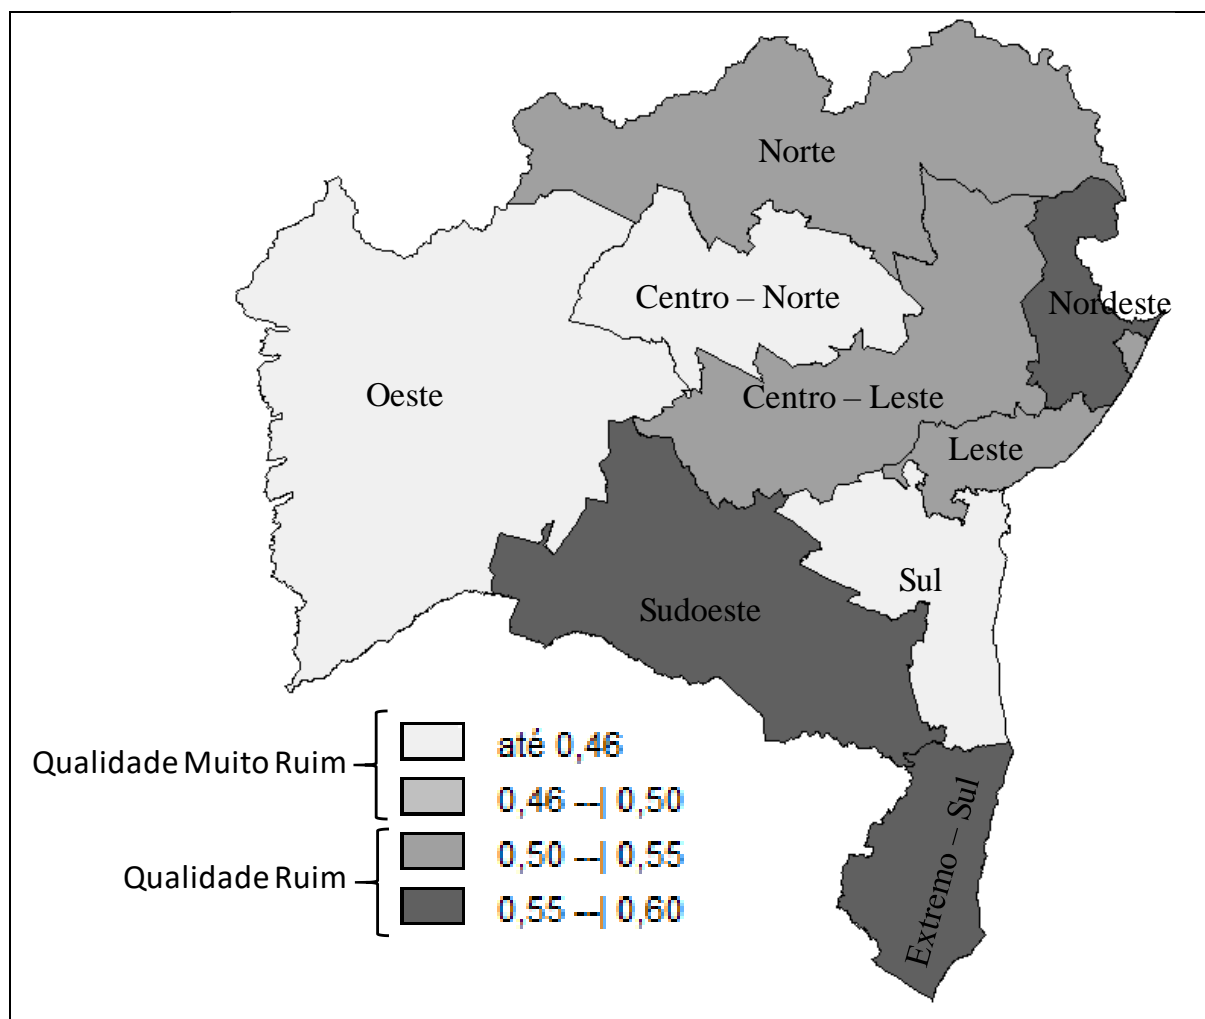 Norte
Centro – Norte
Nordeste
Oeste
Centro – Leste
Leste
Sul
Sudoeste
Extremo – Sul
Qualidade Muito Ruim
até 0,46
0,46 --| 0,50
Qualidade Ruim
0,50 --| 0,55
0,55 --| 0,60